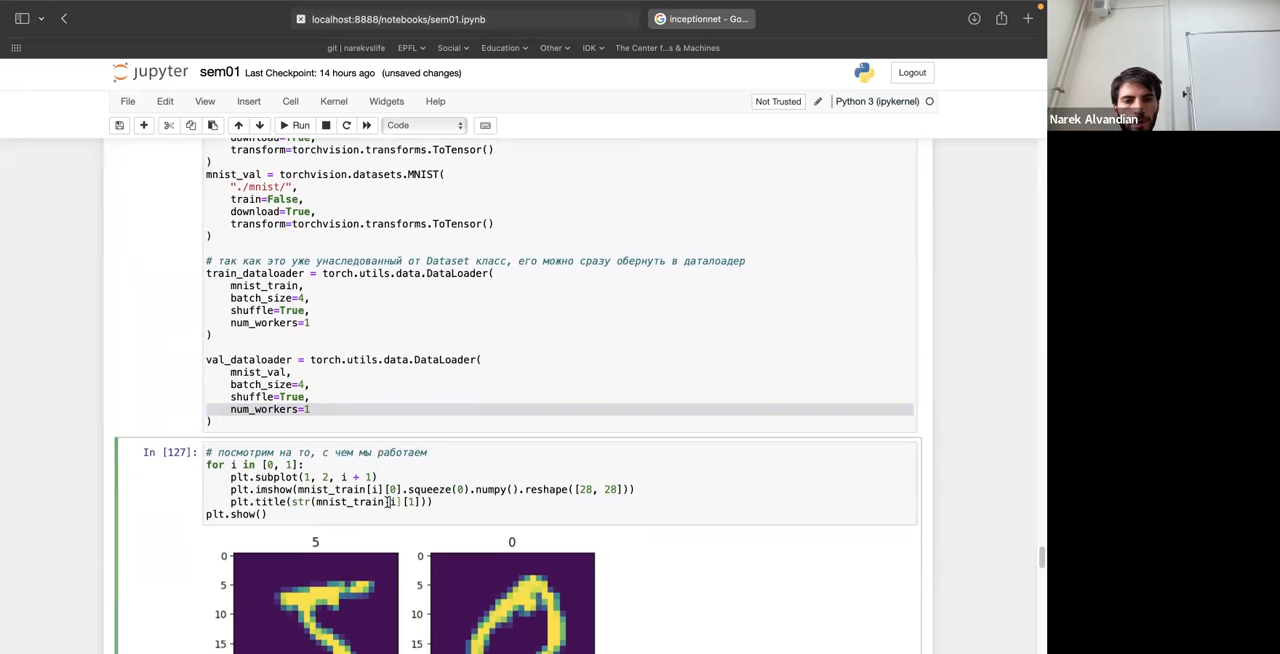 localhost:8888/notebooks/sem01.ipynb
inceptionnet - Go...
git | narekvslife
EPFL
Social
Education
Other
IDK
The Center f...s & Machines
Narek Alvandian
jupyter sem01 Last Checkpoint: 14 hours ago (unsaved changes)
Logout
File
Edit
View
Insert
Cell
Kernel
Widgets
Help
Not Trusted
Python 3 (ipykernel)
Run
Code
download=True,
transform=torchvision.transforms.ToTensor()
)
mnist_val = torchvision.datasets.MNIST(
"./mnist/",
train=False,
download=True,
transform=torchvision.transforms.ToTensor()
)
# так как это уже унаследованный от Dataset класс, его можно сразу обернуть в даталоадер
train_dataloader = torch.utils.data.DataLoader(
mnist_train,
batch_size=4,
shuffle=True,
num_workers=1
)
val_dataloader = torch.utils.data.DataLoader(
mnist_val,
batch_size=4,
shuffle=True,
num_workers=1
)
In [127]:
# посмотрим на то, с чем мы работаем
for i in [0, 1]:
plt.subplot(1, 2, i + 1)
plt.imshow(mnist_train[i][0].squeeze(0).numpy().reshape([28, 28]))
plt.title(str(mnist_train[i][1]))
plt.show()
5
0
0
0
5
5
10
10
15
15